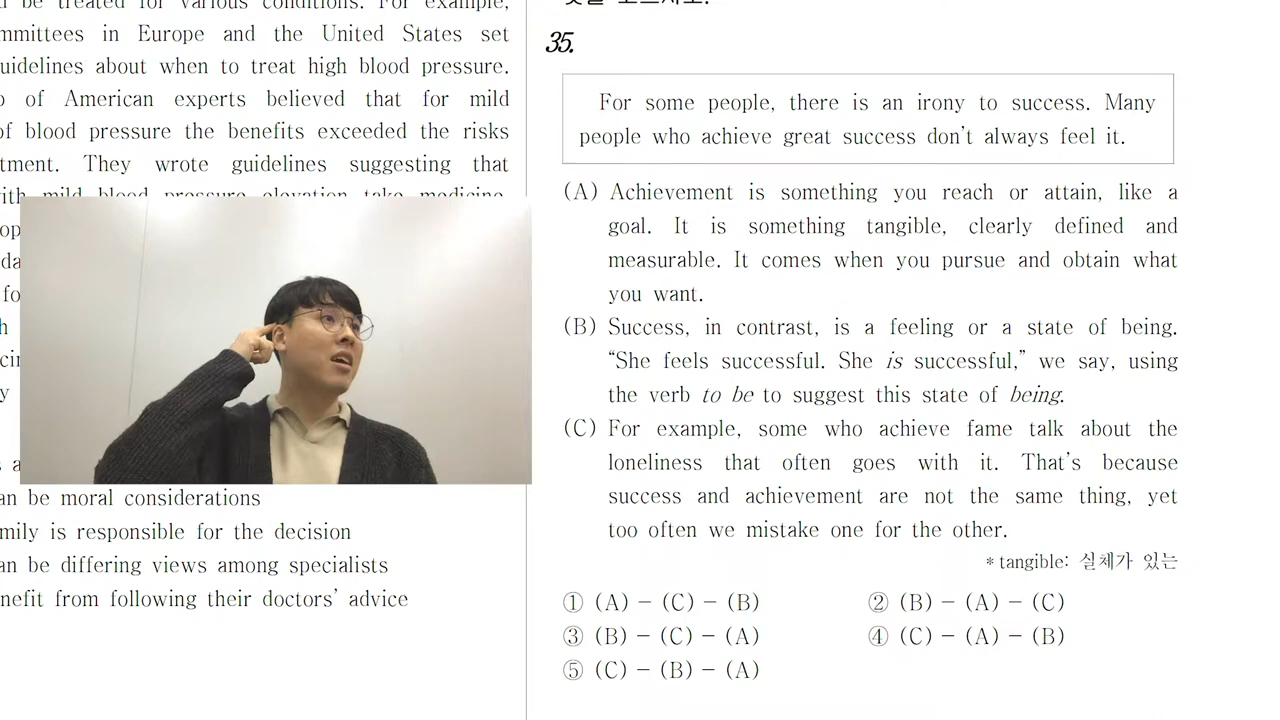 be treated for various conditions. For example,
in Europe and the United States set
about when to treat high blood pressure.
of American experts believed that for mild
of blood pressure the benefits exceeded the risks
They wrote guidelines suggesting that
mild blood pressure elevation take medicine.
be moral considerations
is responsible for the decision
be differing views among specialists
from following their doctors' advice
35.
For some people, there is an irony to success. Many
people who achieve great success don't always feel it.
(A) Achievement is something you reach or attain, like a
goal. It is something tangible, clearly defined and
measurable. It comes when you pursue and obtain what
you want.
(B) Success, in contrast, is a feeling or a state of being.
“She feels successful. She is successful,” we say, using
the verb to be to suggest this state of being.
(C) For example, some who achieve fame talk about the
loneliness that often goes with it. That's because
success and achievement are not the same thing, yet
too often we mistake one for the other.
* tangible: 실체가 있는
① (A) - (C) - (B) ② (B) - (A) - (C)
③ (B) - (C) - (A) ④ (C) - (A) - (B)
⑤ (C) - (B) - (A)